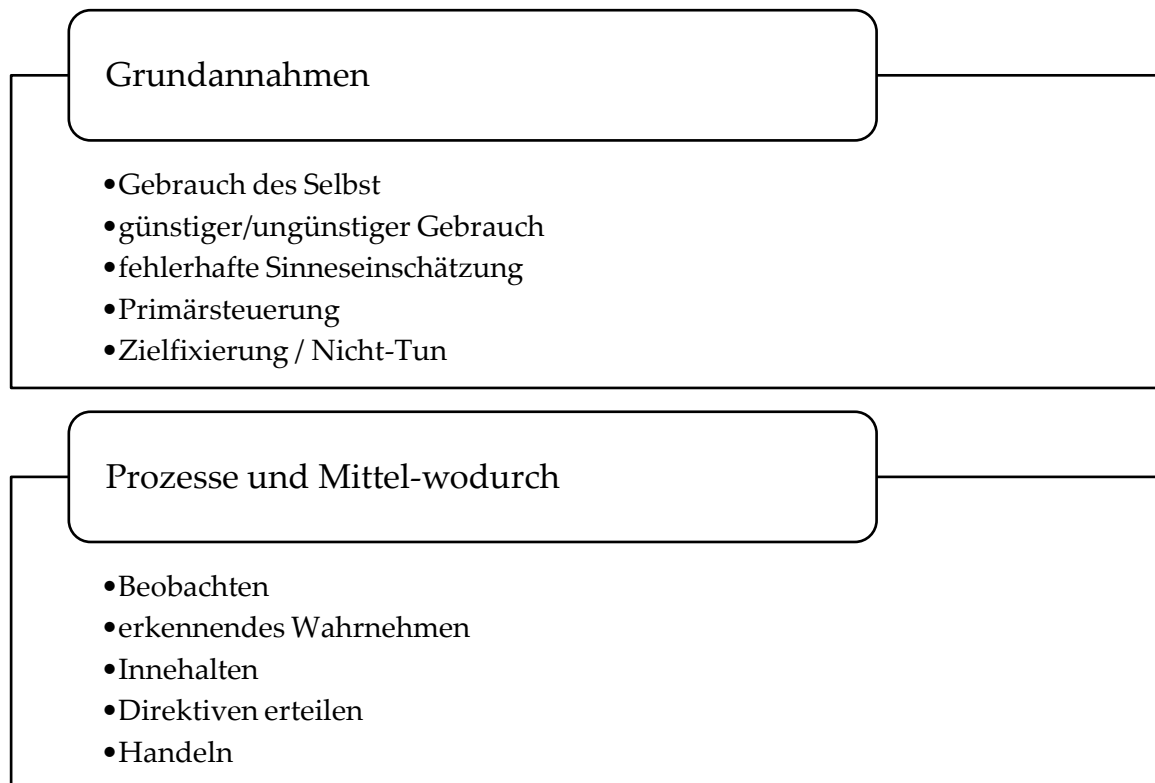 Grundannahmen
•Gebrauch des Selbst
•günstiger/ungünstiger Gebrauch
•fehlerhafte Sinneseinschätzung
•Primärsteuerung
•Zielfixierung / Nicht-Tun
Prozesse und Mittel-wodurch
•Beobachten
•erkennendes Wahrnehmen
•Innehalten
•Direktiven erteilen
•Handeln